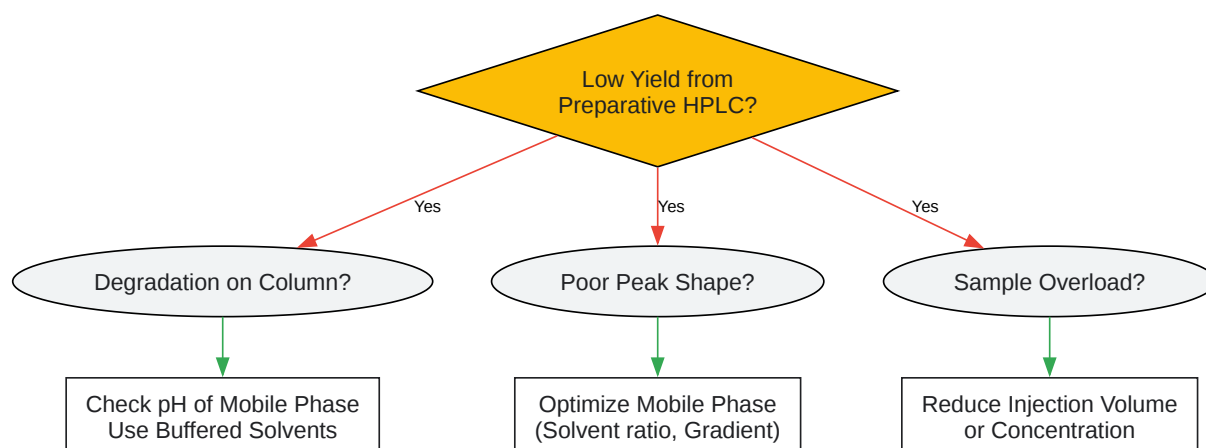 Low Yield from
Preparative HPLC?
Yes
Yes
Yes
Degradation on Column?
Poor Peak Shape?
Sample Overload?
Check pH of Mobile Phase
Use Buffered Solvents
Optimize Mobile Phase
(Solvent ratio, Gradient)
Reduce Injection Volume
or Concentration